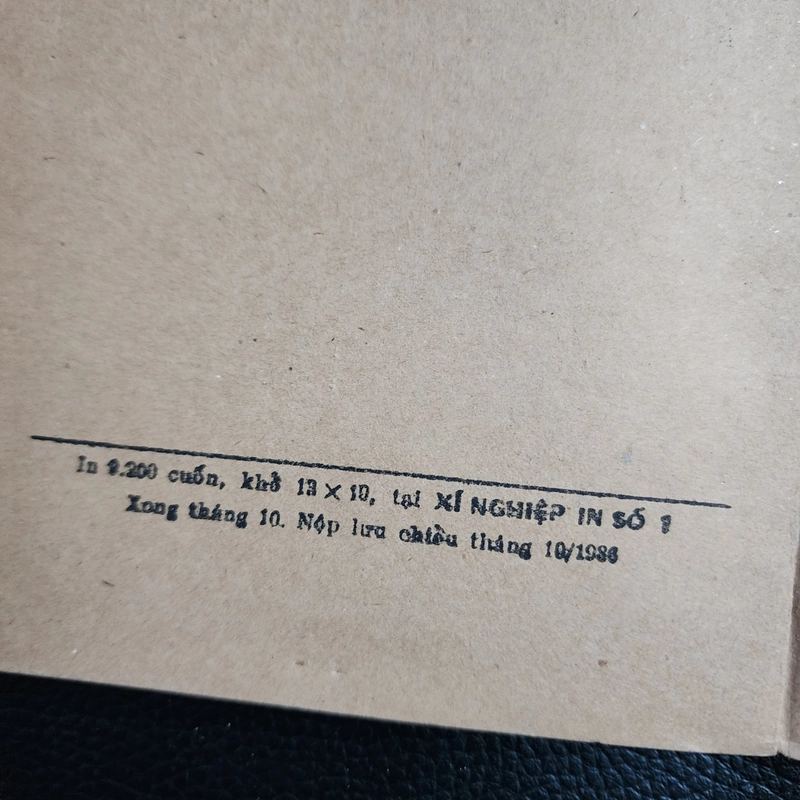 In 9.200 cuốn, khổ 13 × 19, tại XÍ NGHIỆP IN SỐ 1
Xong tháng 10. Nộp lưu chiểu tháng 10/1986